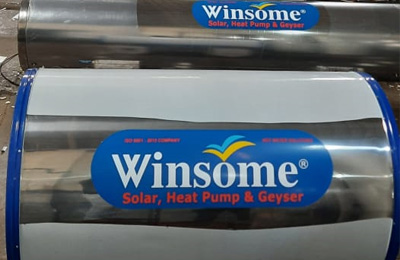 Winsome®
Solar, Heat Pump & Geyser
Winsome®
Solar, Heat Pump & Geyser